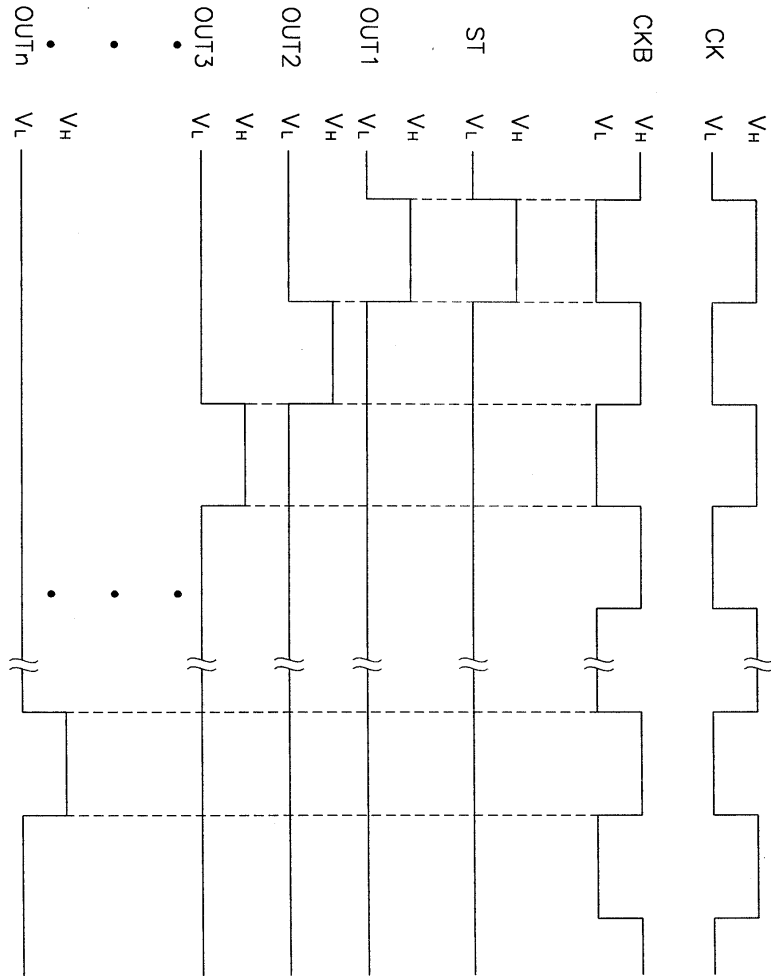 VH
CK VL
CKB VH
VL
VH
ST VL
VH
OUT1 VL
VH
OUT2 VL
VH
OUT3 VL
VH
OUTn VL